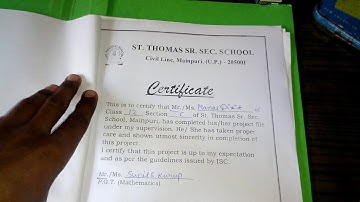 ST. THOMAS SR. SEC. SCHOOL
Civil Line, Mainpuri, (U.P.) - 205001
Certificate
This is to certify that Mr./Ms. of
Class 12 Section C of St. Thomas Sr. Sec.
School, Mainpuri, has completed his/her project file
under my supervision. He/ She has taken proper
care and shown utmost sincerity in completion of
this project.
I certify that this project is up to my expectation
and as per the guidelines issued by ISC.
Mr./Ms. Sunil Kurup
P.G.T. (Mathematics)